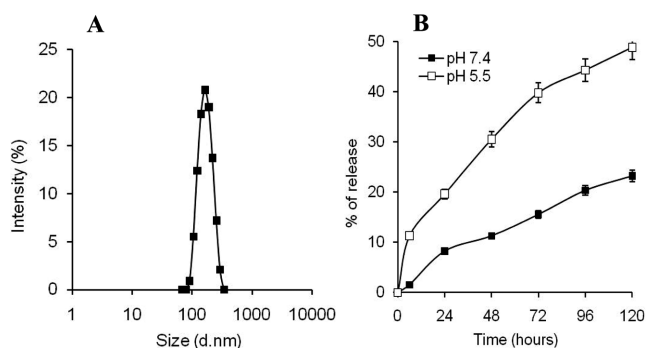 A
25
20
15
10
5
0
Intensity (%)
1 10 100 1000 10000
Size (d.nm)
B
50
40
30
20
10
0
% of release
pH 7.4
pH 5.5
0 24 48 72 96 120
Time (hours)